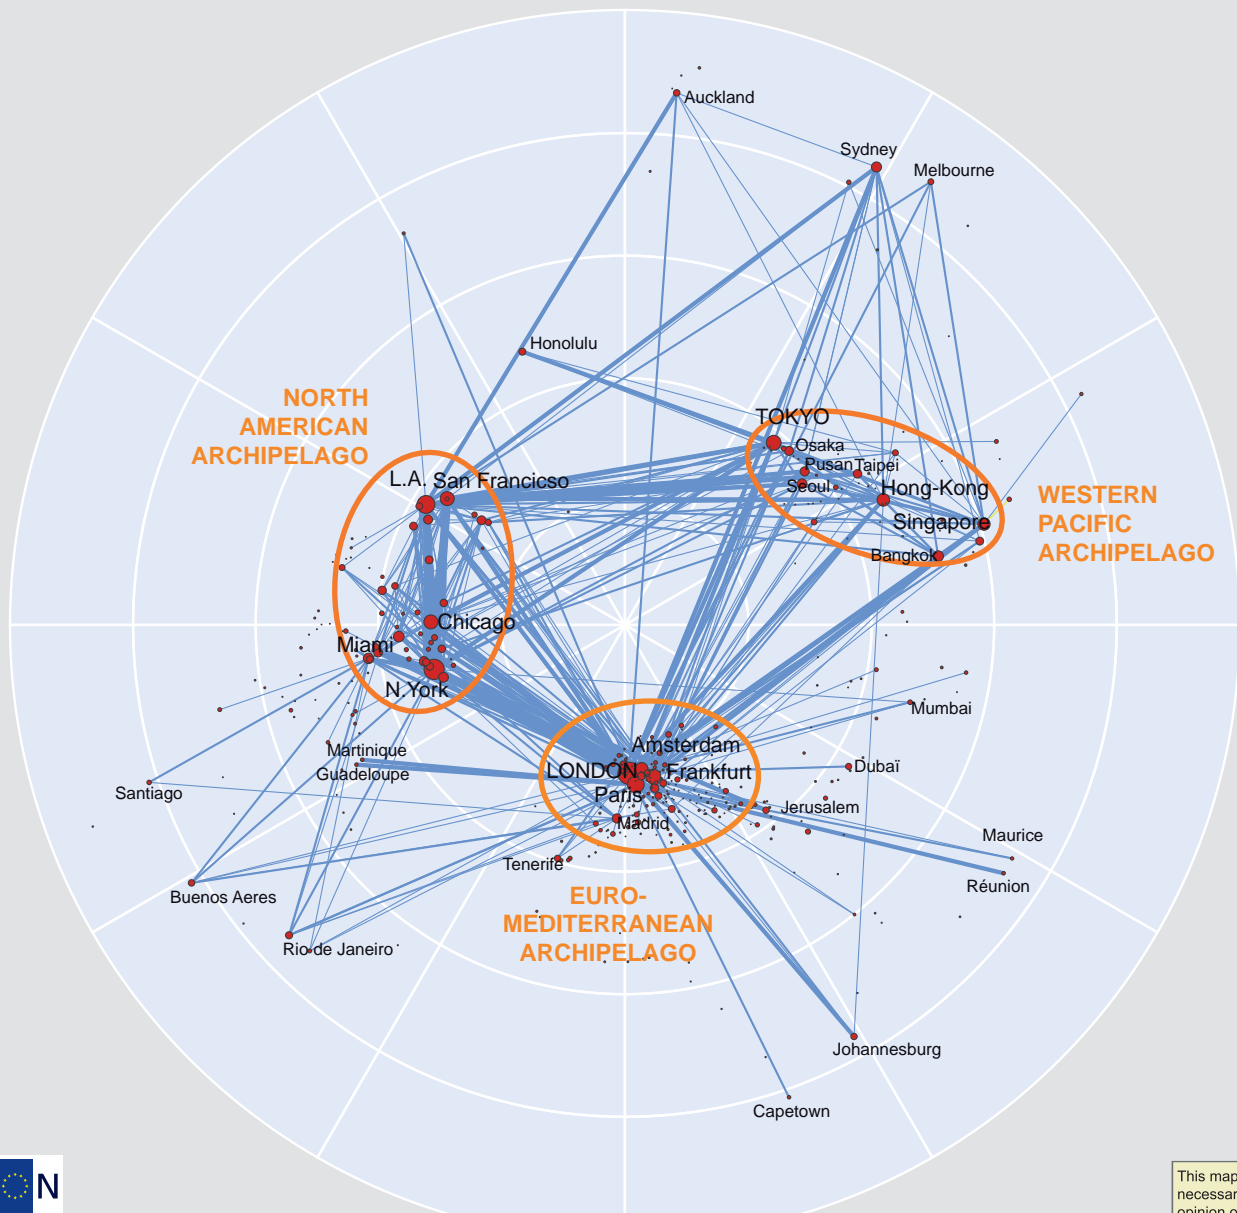 Auckland
Sydney
Melbourne
Honolulu
NORTH
AMERICAN
ARCHIPELAGO
TOKYO
Osaka
Pusan
Taipei
Seoul
Hong-Kong
Singapore
Bangkok
WESTERN
PACIFIC
ARCHIPELAGO
L.A.
San Francicso
Chicago
Miami
N.York
Mumbai
Martinique
Guadeloupe
Santiago
Amsterdam
LONDON
Frankfurt
Paris
Madrid
Dubaï
Jerusalem
Maurice
Réunion
Tenerife
Buenos Aeres
Rio de Janeiro
EURO-
MEDITERRANEAN
ARCHIPELAGO
Johannesburg
Capetown
N
This map
necessar
opinion o